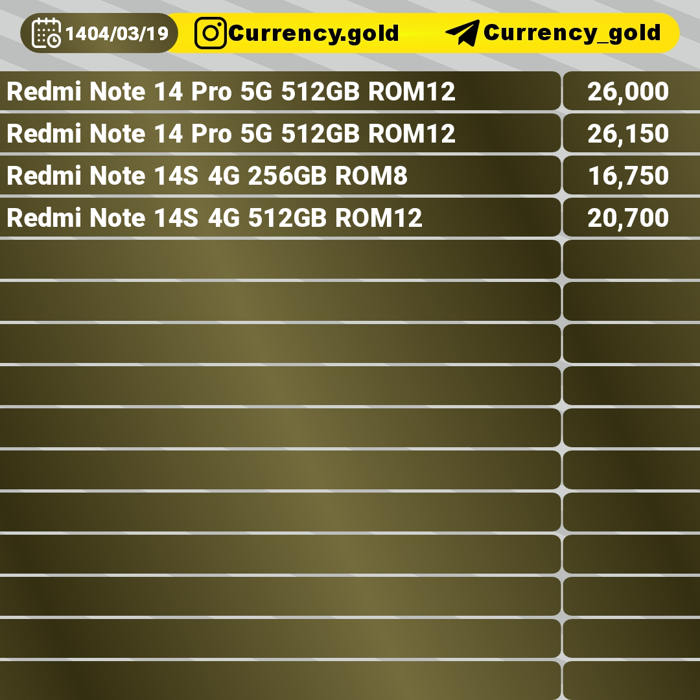 1404/03/19 Currency.gold Currency_gold
Redmi Note 14 Pro 5G 512GB ROM12 26,000
Redmi Note 14 Pro 5G 512GB ROM12 26,150
Redmi Note 14S 4G 256GB ROM8 16,750
Redmi Note 14S 4G 512GB ROM12 20,700